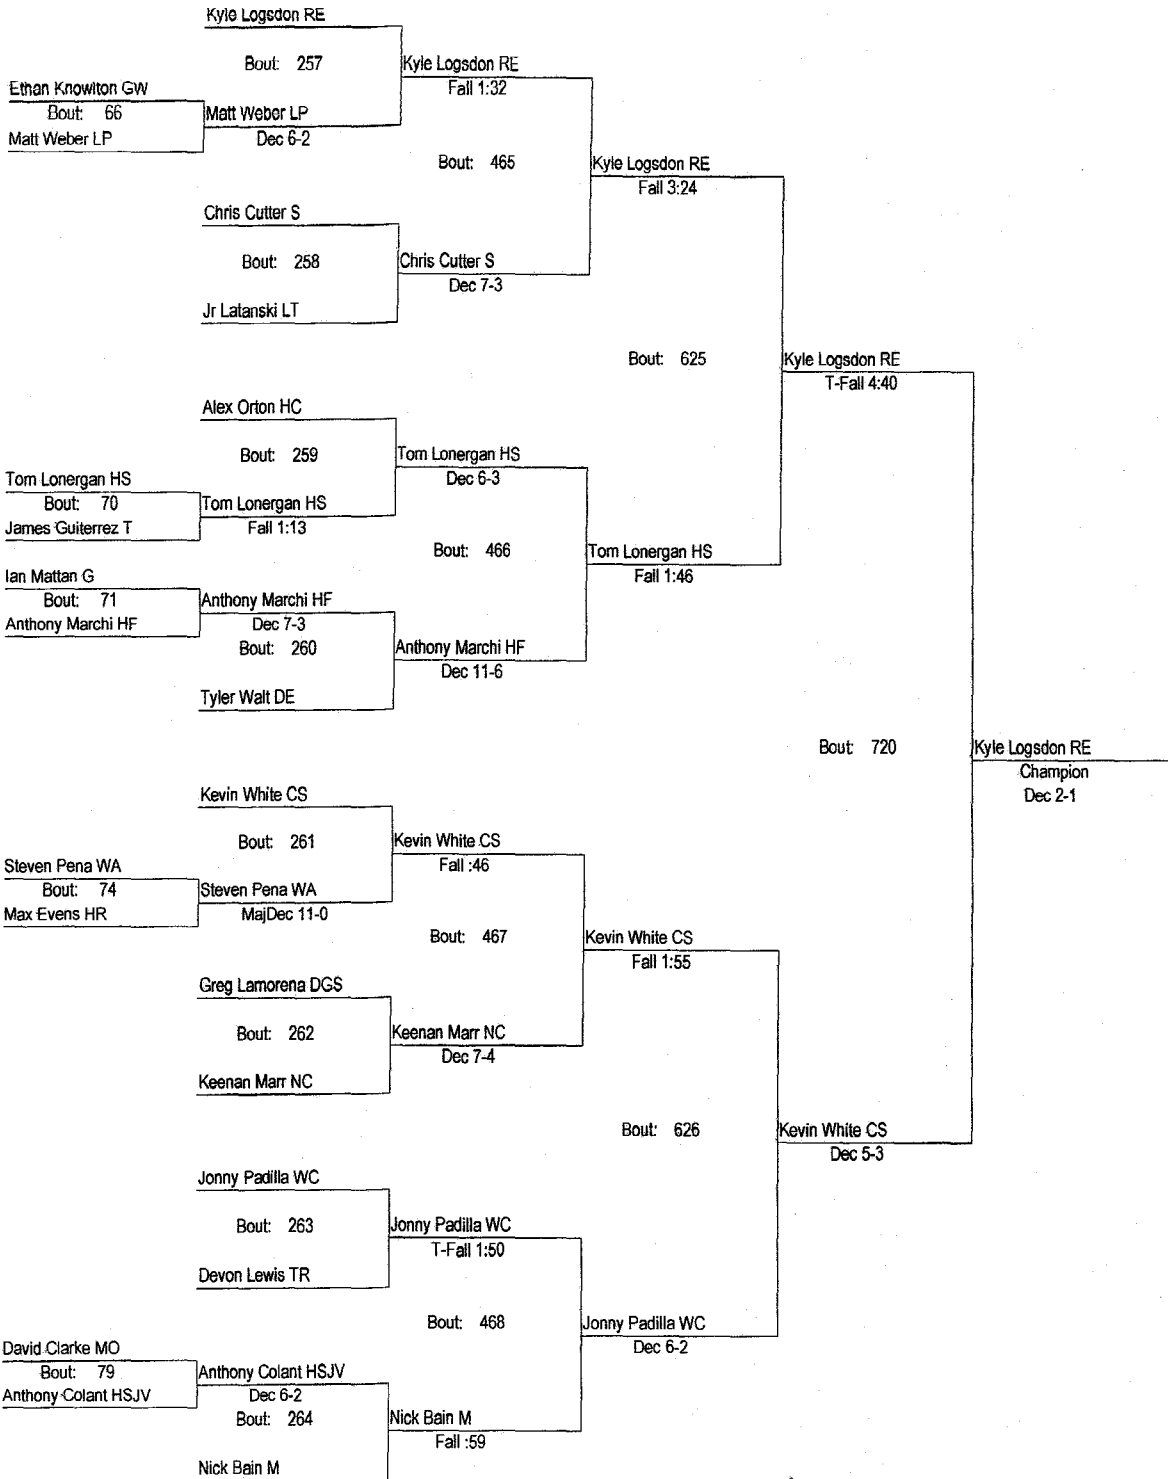 Kyle Logsdon RE
Bout: 257
Kyle Logsdon RE
Fall 1:32
Ethan Knowlton GW
Bout: 66
Matt Weber LP
Matt Weber LP
Dec 6-2
Bout: 465
Kyle Logsdon RE
Fall 3:24
Chris Cutter S
Bout: 258
Chris Cutter S
Dec 7-3
Jr Latanski LT
Bout: 625
Kyle Logsdon RE
T-Fall 4:40
Alex Orton HC
Bout: 259
Tom Lonergan HS
Dec 6-3
Tom Lonergan HS
Bout: 70
James Guiterrez T
Tom Lonergan HS
Fall 1:13
Bout: 466
Tom Lonergan HS
Fall 1:46
Ian Mattan G
Bout: 71
Anthony Marchi HF
Anthony Marchi HF
Dec 7-3
Bout: 260
Anthony Marchi HF
Dec 11-6
Tyler Walt DE
Bout: 720
Kyle Logsdon RE
Champion
Dec 2-1
Kevin White CS
Bout: 261
Kevin White CS
Fall :46
Steven Pena WA
Bout: 74
Max Evens HR
Steven Pena WA
MajDec 11-0
Bout: 467
Kevin White CS
Fall 1:55
Greg Lamorena DGS
Bout: 262
Keenan Marr NC
Dec 7-4
Keenan Marr NC
Bout: 626
Kevin White CS
Dec 5-3
Jonny Padilla WC
Bout: 263
Jonny Padilla WC
T-Fall 1:50
Devon Lewis TR
Bout: 468
Jonny Padilla WC
Dec 6-2
David Clarke MO
Bout: 79
Anthony Colant HSJV
Anthony Colant HSJV
Dec 6-2
Bout: 264
Nick Bain M
Fall :59
Nick Bain M